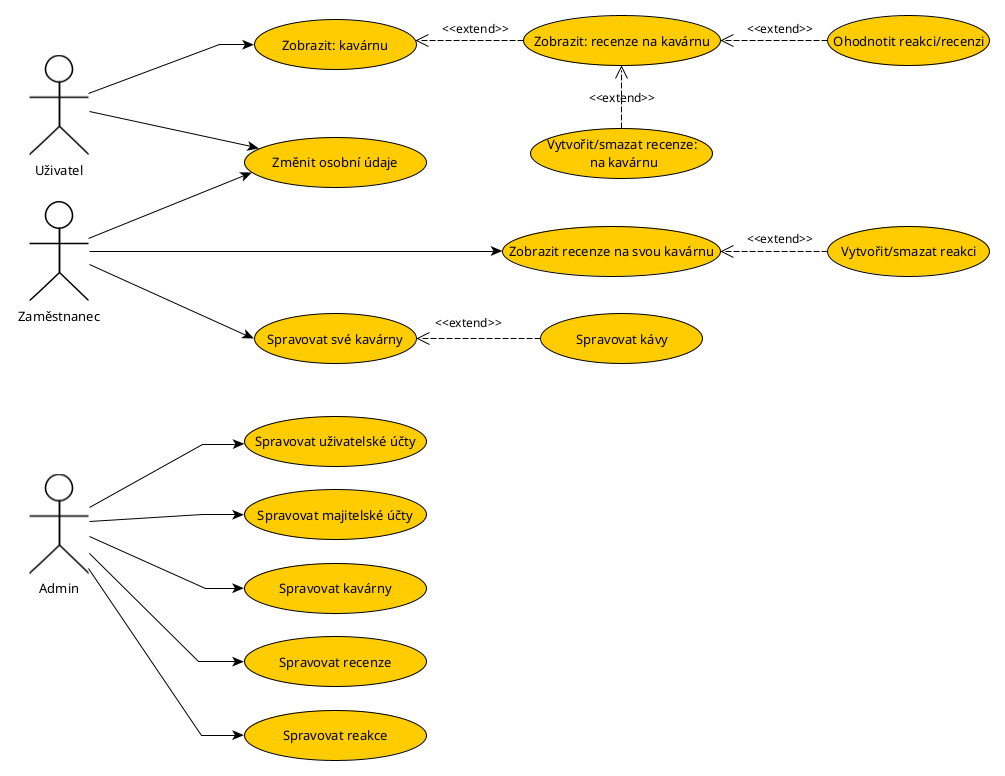 Zobrazit: kavárnu
<<extend>>
Zobrazit: recenze na kavárnu
<<extend>>
Ohodnotit reakci/recenzi
<<extend>>
Vytvořit/smazat recenze:
na kavárnu
Uživatel
Změnit osobní údaje
Zaměstnanec
Zobrazit recenze na svou kavárnu
<<extend>>
Vytvořit/smazat reakci
Spravovat své kavárny
<<extend>>
Spravovat kávy
Spravovat uživatelské účty
Spravovat majitelské účty
Admin
Spravovat kavárny
Spravovat recenze
Spravovat reakce